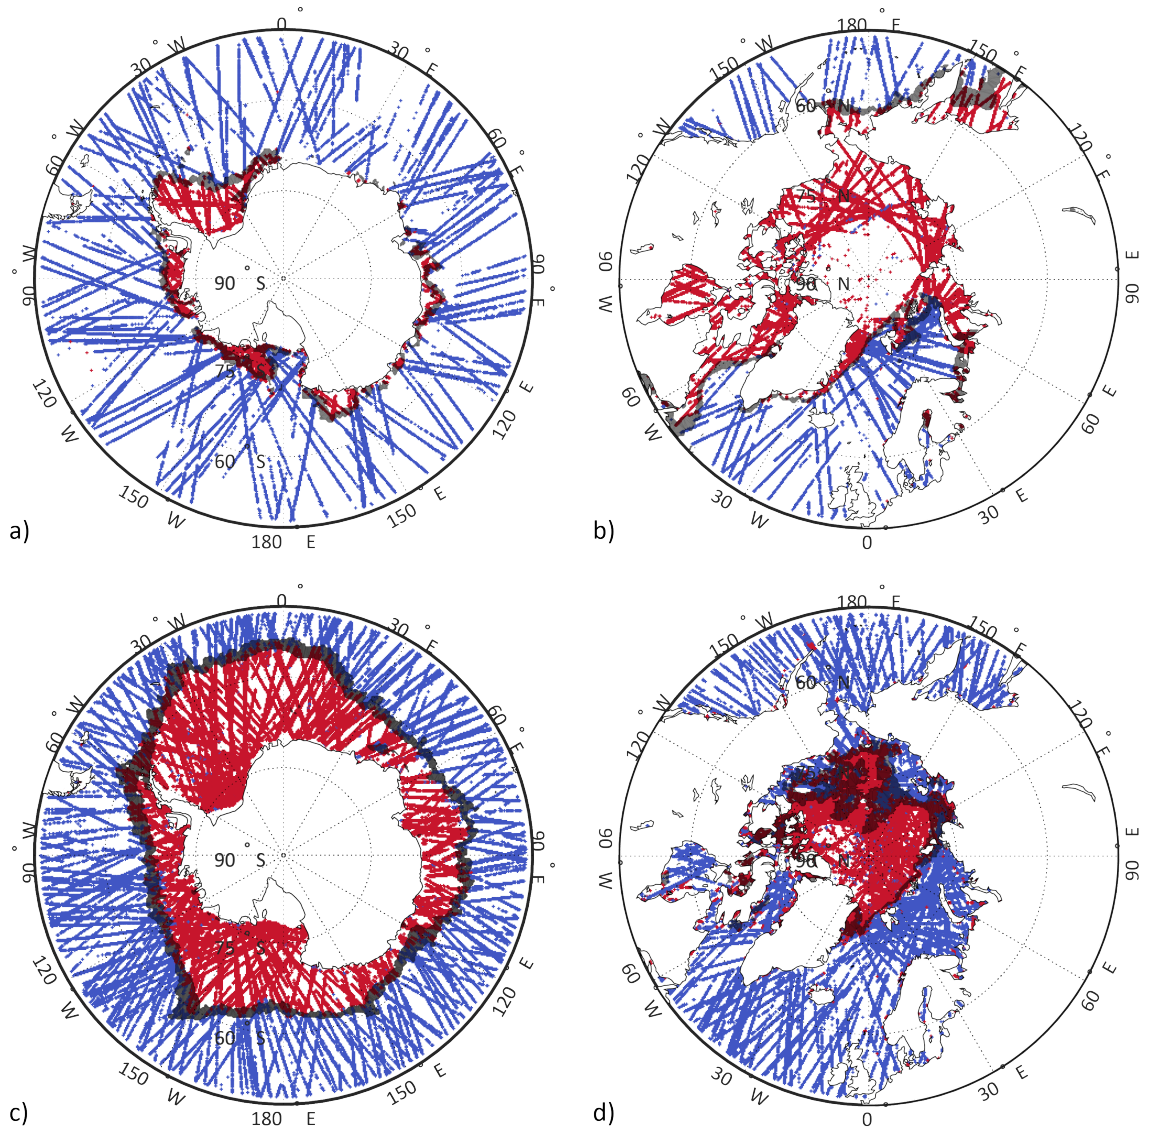 0 °
30 ° W
30 ° E
60 ° W
60 ° E
90 ° W
90 ° E
90 ° S
75 ° S
60 ° S
120 W
120 E
150 W
150 E
180 E
a)
180 ° E
150 ° W
150 ° E
120 ° W
120 ° E
60 ° N
75 ° N
90 ° N
90 W
90 E
60 W
60 E
30 W
30 E
0
b)
0 °
30 ° W
30 ° E
60 ° W
60 ° E
90 ° W
90 ° E
90 ° S
75 ° S
60 ° S
120 W
120 E
150 W
150 E
180 E
c)
180 ° E
150 ° W
150 ° E
120 ° W
120 ° E
60 ° N
90 N
90 W
90 E
60 W
60 E
30 W
30 E
0
d)